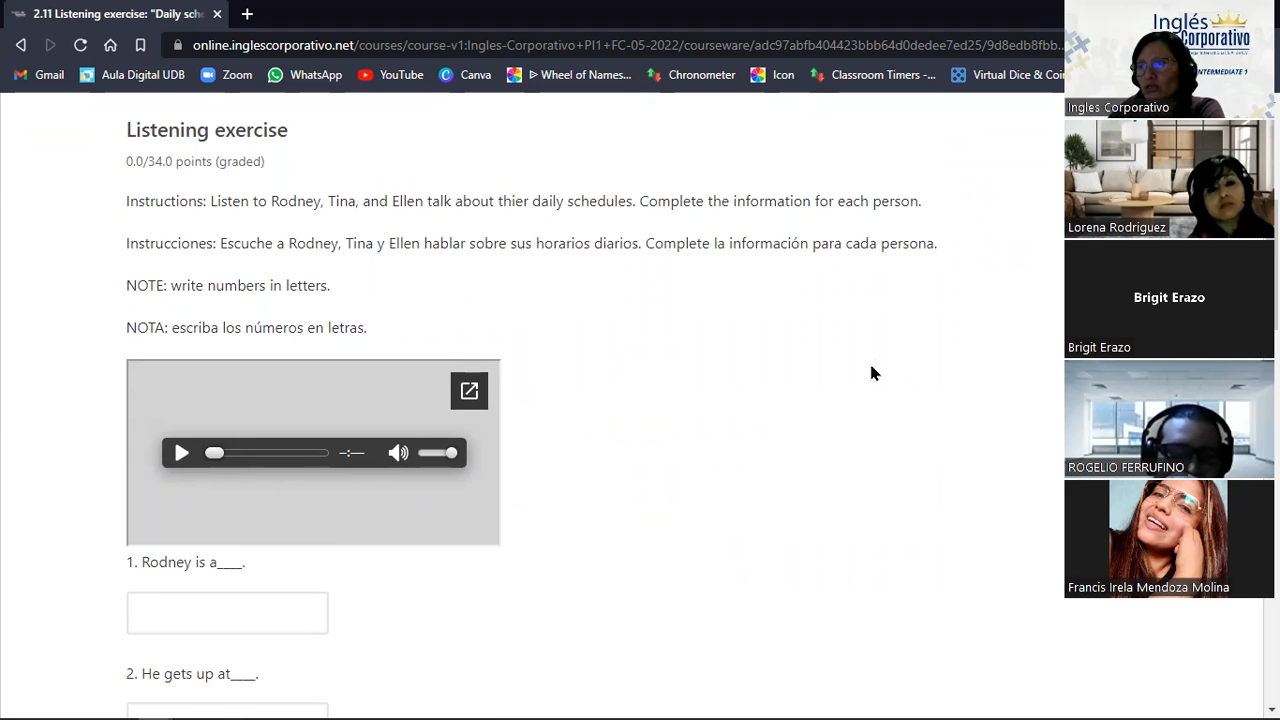 2.11 Listening exercise: "Daily sch
online.inglescorporativo.net/courses/course-v1:Ingles-Corporativo+PI1+FC-05-2022/courseware/adc97abfb404423bbb64d0dedee7ed25/9d8edb8fbb...
Gmail Aula Digital UDB Zoom WhatsApp YouTube Canva ᐈ Wheel O' Names... Chronometer Icon Classroom Timers -... Virtual Dice & Coi
Listening exercise
0.0/34.0 points (graded)
Instructions: Listen to Rodney, Tina, and Ellen talk about thier daily schedules. Complete the information for each person.
Instrucciones: Escuche a Rodney, Tina y Ellen hablar sobre sus horarios diarios. Complete la información para cada persona.
NOTE: write numbers in letters.
NOTA: escriba los números en letras.
-:--
1. Rodney is a____.
2. He gets up at____.
Inglés
Corporativo
INTERMEDIATE 1
Ingles Corporativo
Lorena Rodriguez
Brigit Erazo
Brigit Erazo
ROGELIO FERRUFINO
Francis Irela Mendoza Molina